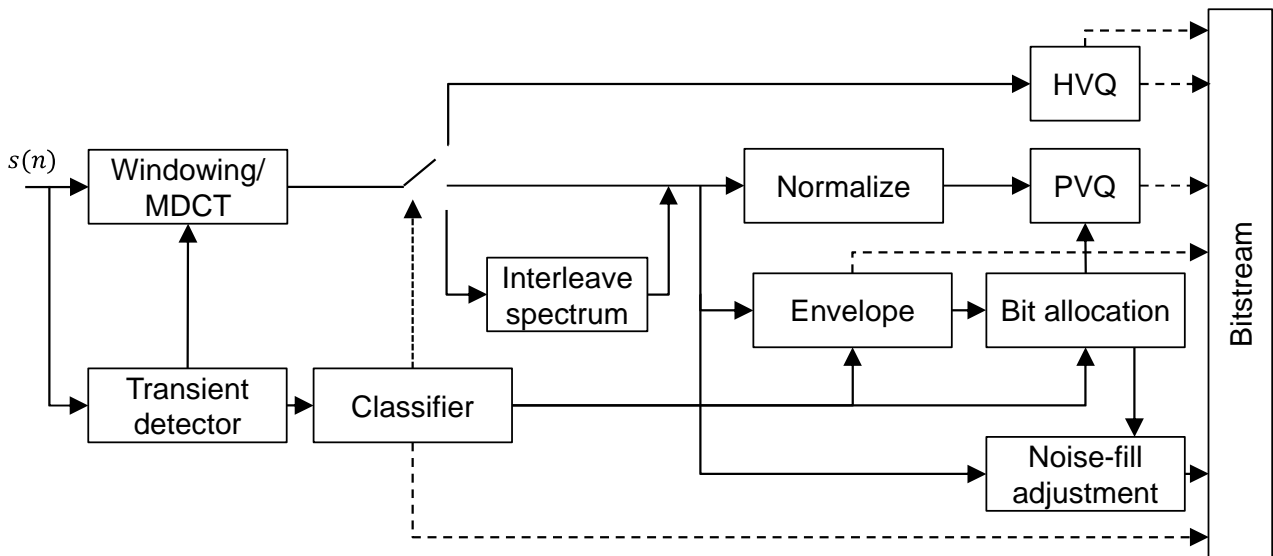 HVQ
s(n)
Windowing/
MDCT
Normalize
PVQ
Interleave
spectrum
Envelope
Bit allocation
Bitstream
Transient
detector
Classifier
Noise-fill
adjustment